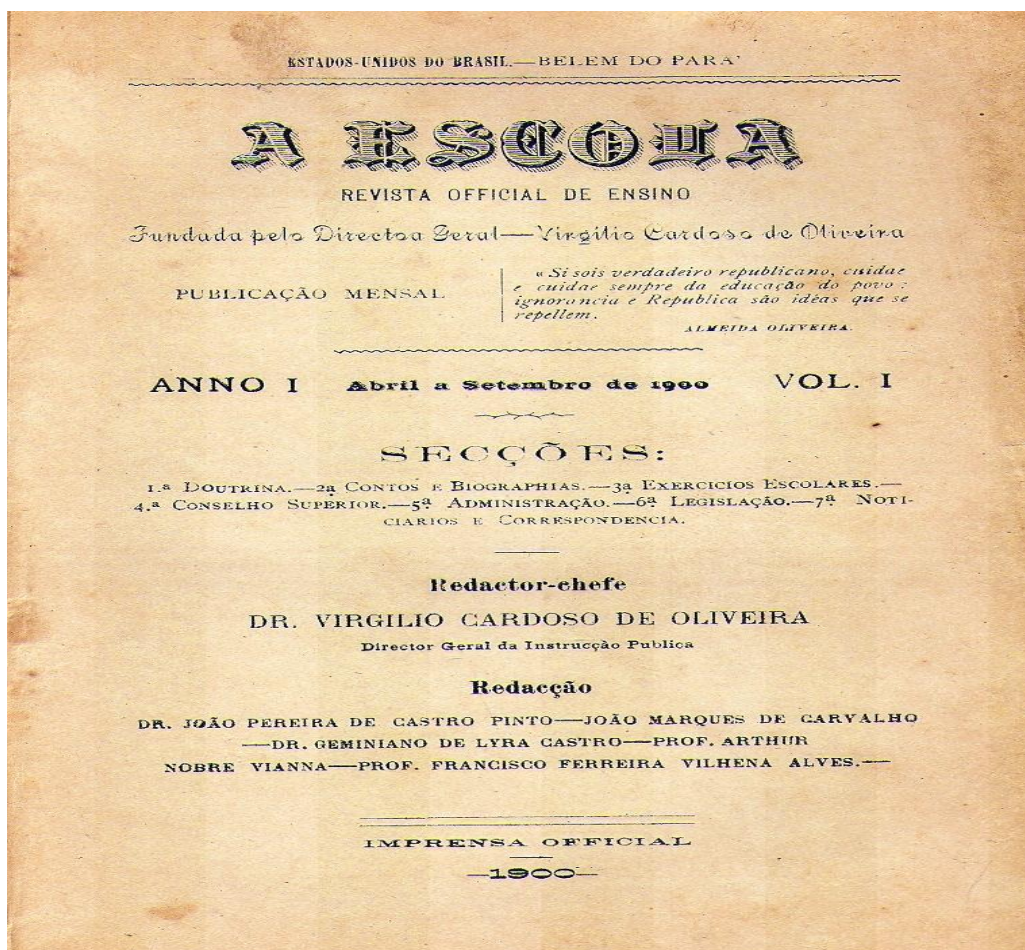 ESTADOS-UNIDOS DO BRASIL.—BELEM DO PARA'
A ESCOLA
REVISTA OFFICIAL DE ENSINO
Fundada pelo Directoa Geral—Virgilio Cardoso de Oliveira
PUBLICAÇÃO MENSAL
« Si sois verdadeiro republicano, cuidae
e cuidae sempre da educação do povo :
ignorancia e Republica são idéas que se
repellem.
ALMEIDA OLIVEIRA.
ANNO I Abril a Setembro de 1900 VOL. I
SECÇÕES:
1.ª DOUTRINA.—2ª CONTOS E BIOGRAPHIAS.—3ª EXERCICIOS ESCOLARES.—
4.ª CONSELHO SUPERIOR.—5ª ADMINISTRAÇÃO.—6ª LEGISLAÇÃO.—7ª NOTI-
CIARIOS E CORRESPONDENCIA.
Redactor-chefe
DR. VIRGILIO CARDOSO DE OLIVEIRA
Director Geral da Instrucção Publica
Redacção
DR. JOÃO PEREIRA DE CASTRO PINTO—JOÃO MARQUES DE CARVALHO
—DR. GEMINIANO DE LYRA CASTRO—PROF. ARTHUR
NOBRE VIANNA—PROF. FRANCISCO FERREIRA VILHENA ALVES.—
IMPRENSA OFFICIAL
—1900—